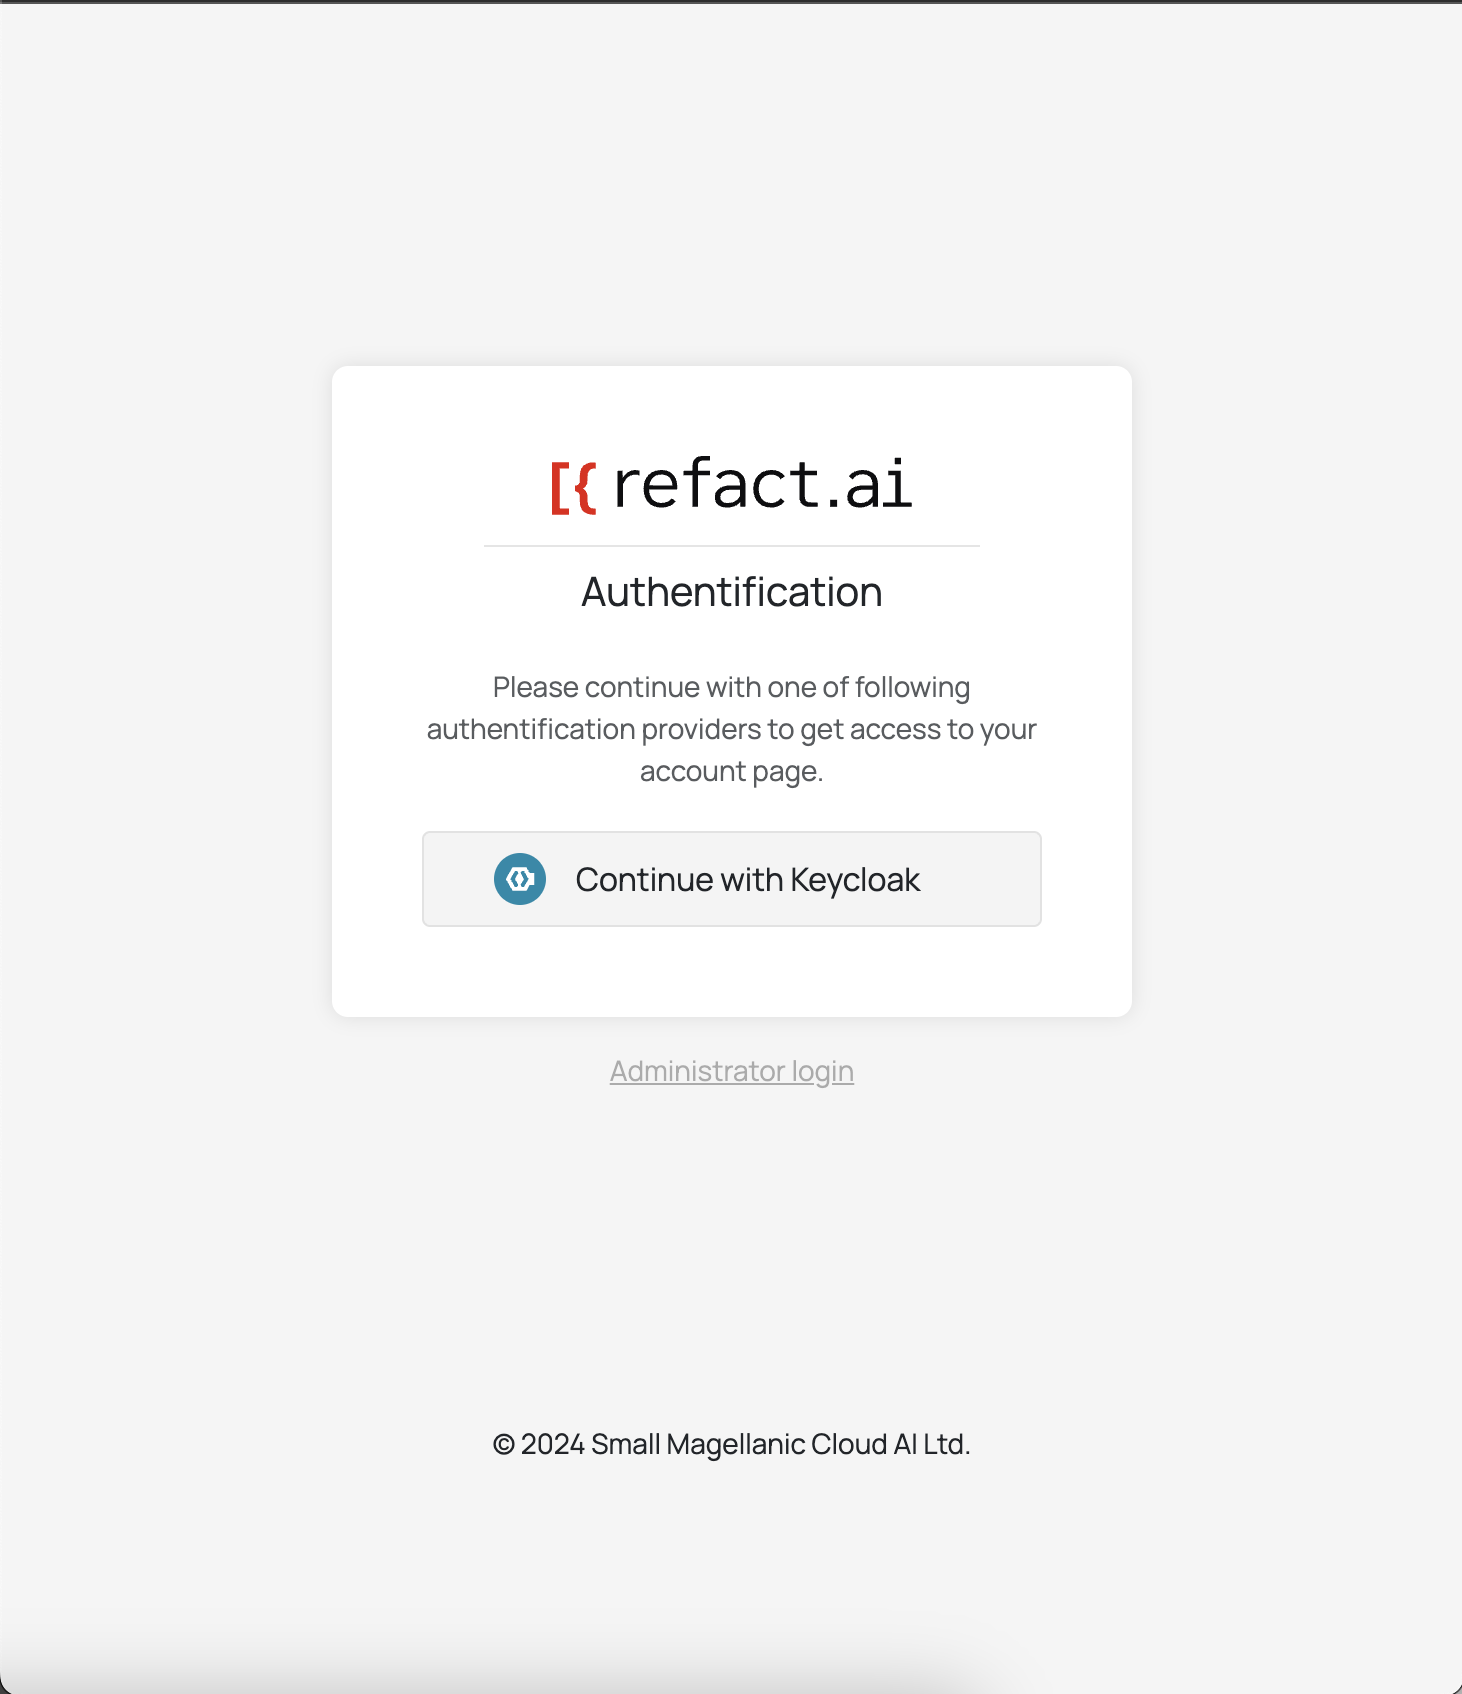 [{ refact.ai
Authentification
Please continue with one of following
authentification providers to get access to your
account page.
Continue with Keycloak
Administrator login
© 2024 Small Magellanic Cloud AI Ltd.